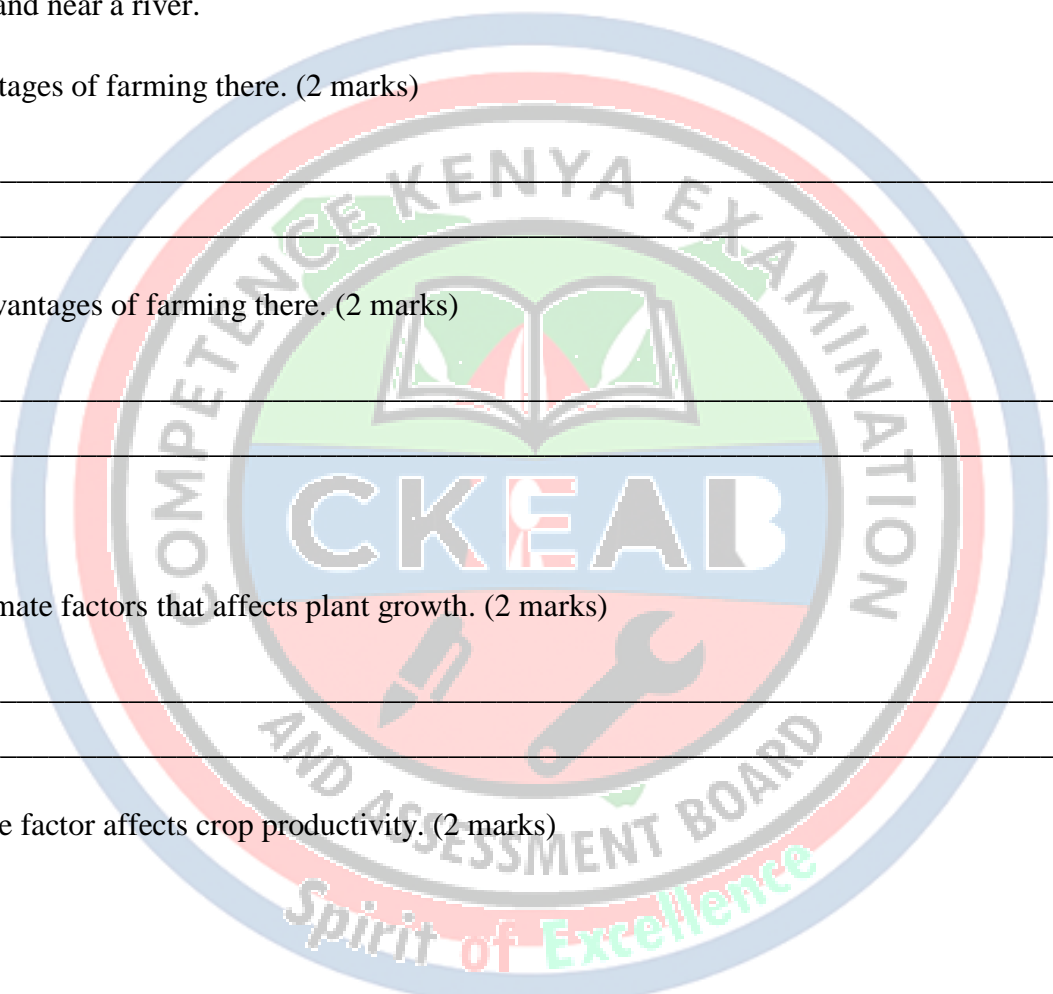 and near a river.
tages of farming there. (2 marks)
vantages of farming there. (2 marks)
mate factors that affects plant growth. (2 marks)
e factor affects crop productivity. (2 marks)
COMPETENCE KENYA EXAMINATION
CKEAB
AND ASSESSMENT BOARD
Spirit of Excellence